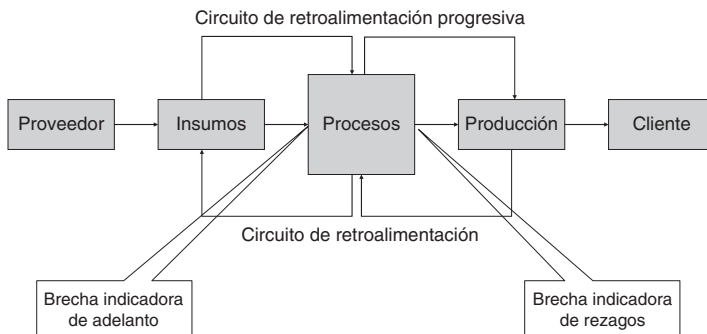 Circuito de retroalimentación progresiva
Proveedor
Insumos
Procesos
Producción
Cliente
Circuito de retroalimentación
Brecha indicadora
de adelanto
Brecha indicadora
de rezagos